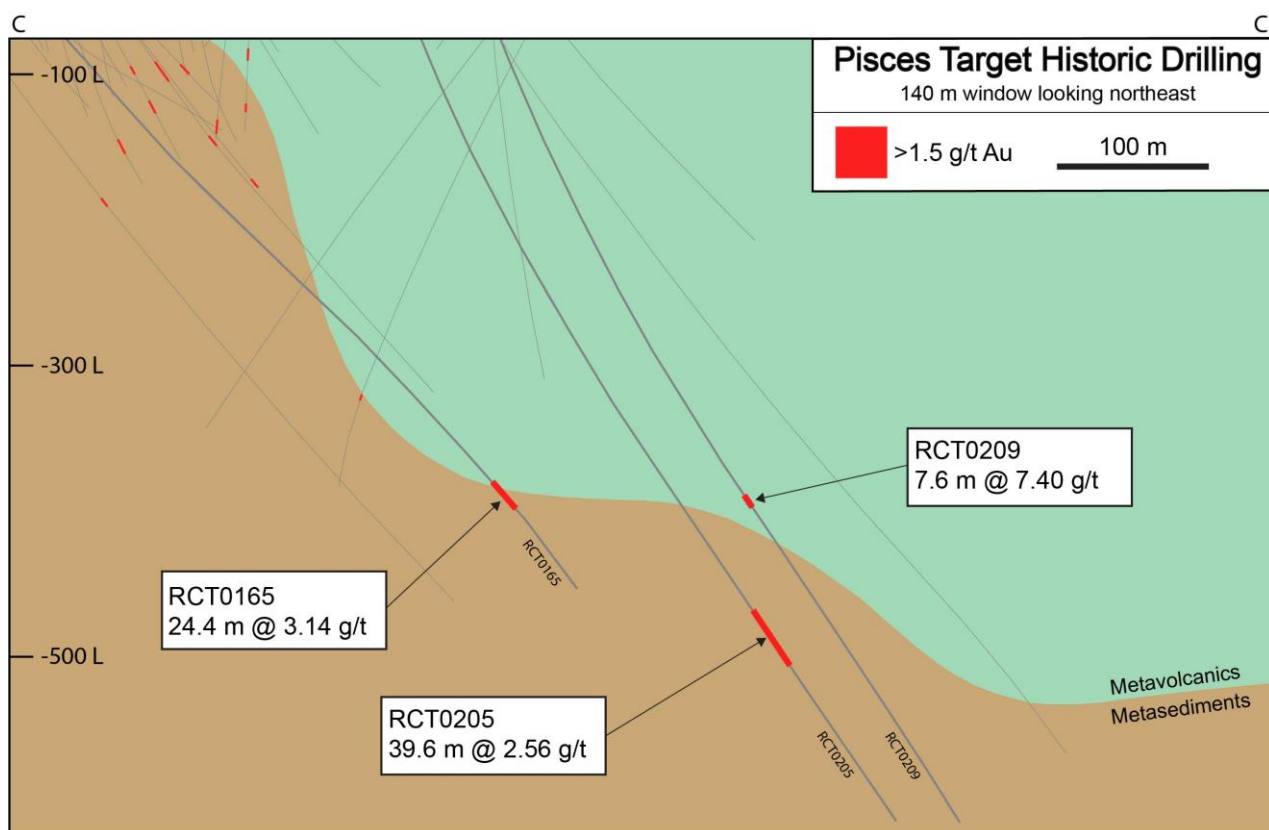 C
C
Pisces Target Historic Drilling
140 m window looking northeast
>1.5 g/t Au
100 m
-100 L
-300 L
-500 L
RCT0209
7.6 m @ 7.40 g/t
RCT0165
24.4 m @ 3.14 g/t
RCT0205
39.6 m @ 2.56 g/t
RCT0165
RCT0205
RCT0209
Metavolcanics
Metasediments